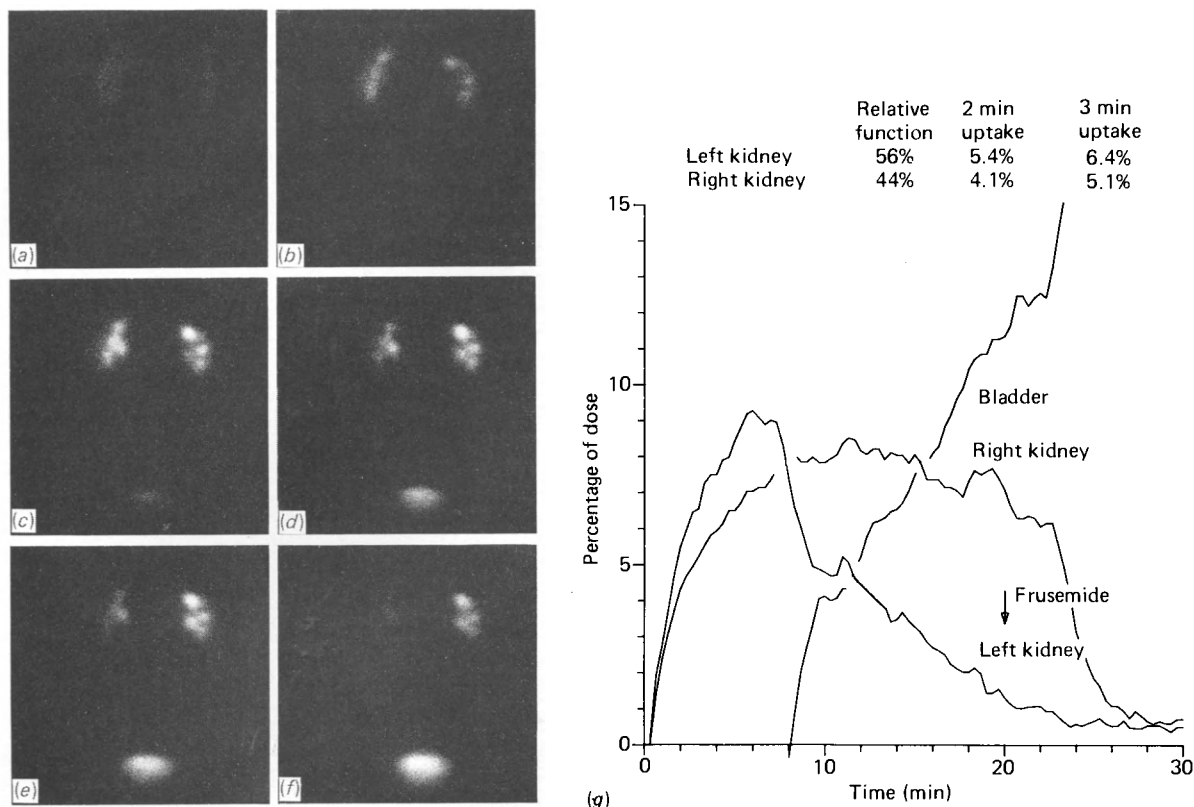 (a)
(b)
(c)
(d)
(e)
(f)
Relative function 2 min uptake 3 min uptake
Left kidney 56% 5.4% 6.4%
Right kidney 44% 4.1% 5.1%
15
10
5
0
Percentage of dose
Bladder
Right kidney
Frusemide
Left kidney
0 10 20 30
Time (min)
(g)